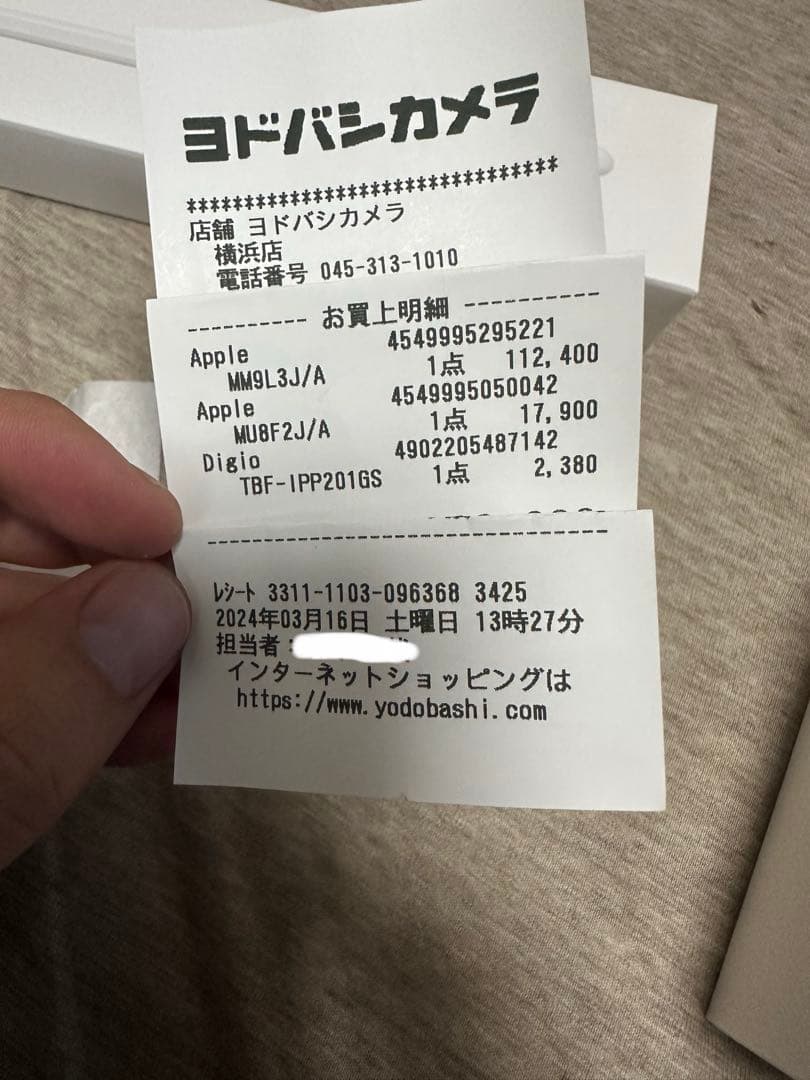 ヨドバシカメラ
********************************
店舗 ヨドバシカメラ
横浜店
電話番号 045-313-1010
---------- お買上明細 ----------
Apple 4549995295221
MM9L3J/A 1点 112,400
Apple 4549995050042
MU8F2J/A 1点 17,900
Digio 4902205487142
TBF-IPP201GS 1点 2,380
--------------------------------
レシート 3311-1103-096368 3425
2024年03月16日 土曜日 13時27分
担当者:
インターネットショッピングは
https://www.yodobashi.com